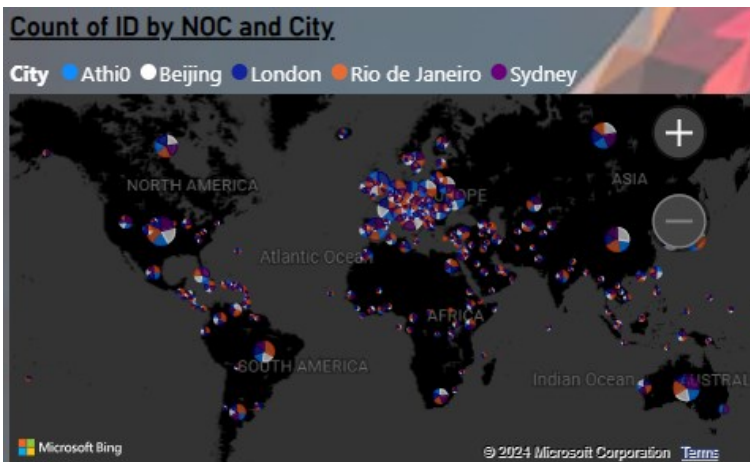 Count of ID by NOC and City
City Athi0 Beijing London Rio de Janeiro Sydney
NORTH AMERICA
ASIA
Atlantic Ocean
AFRICA
SOUTH AMERICA
Indian Ocean
Microsoft Bing
© 2024 Microsoft Corporation Terms